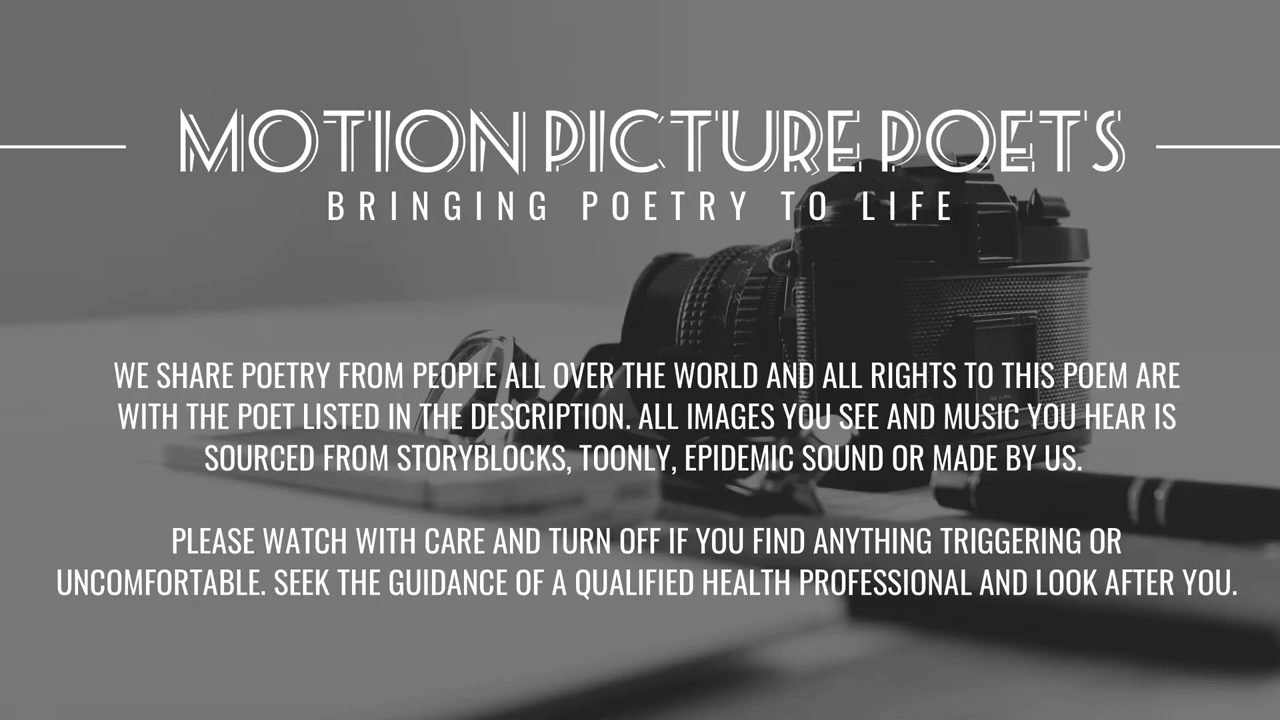 MOTION PICTURE POETS
BRINGING POETRY TO LIFE
WE SHARE POETRY FROM PEOPLE ALL OVER THE WORLD AND ALL RIGHTS TO THIS POEM ARE
WITH THE POET LISTED IN THE DESCRIPTION. ALL IMAGES YOU SEE AND MUSIC YOU HEAR IS
SOURCED FROM STORYBLOCKS, TOONLY, EPIDEMIC SOUND OR MADE BY US.
PLEASE WATCH WITH CARE AND TURN OFF IF YOU FIND ANYTHING TRIGGERING OR
UNCOMFORTABLE. SEEK THE GUIDANCE OF A QUALIFIED HEALTH PROFESSIONAL AND LOOK AFTER YOU.